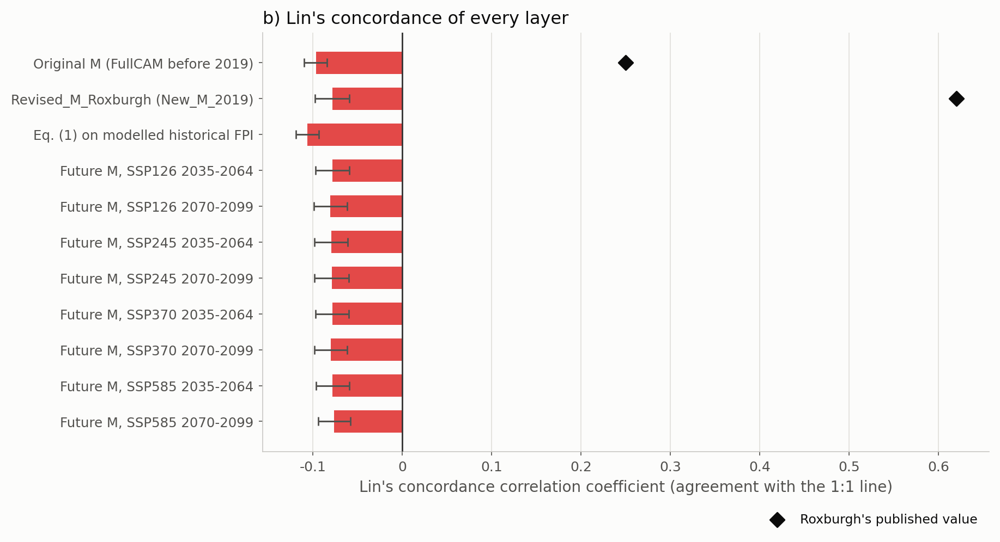 b) Lin's concordance of every layer
Original M (FullCAM before 2019)
Revised_M_Roxburgh (New_M_2019)
Eq. (1) on modelled historical FPI
Future M, SSP126 2035-2064
Future M, SSP126 2070-2099
Future M, SSP245 2035-2064
Future M, SSP245 2070-2099
Future M, SSP370 2035-2064
Future M, SSP370 2070-2099
Future M, SSP585 2035-2064
Future M, SSP585 2070-2099
-0.1 0 0.1 0.2 0.3 0.4 0.5 0.6
Lin's concordance correlation coefficient (agreement with the 1:1 line)
Roxburgh's published value